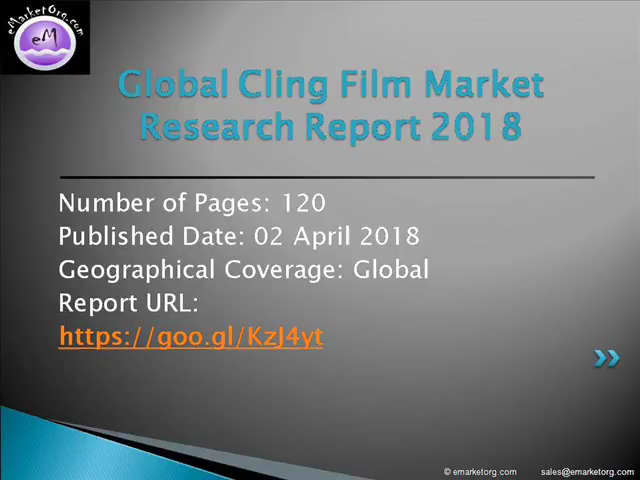 eMarketOrg.com
eM
Global Cling Film Market
Research Report 2018
Number of Pages: 120
Published Date: 02 April 2018
Geographical Coverage: Global
Report URL:
https://goo.gl/KzJ4yt
© emarketorg.com sales@emarketorg.com